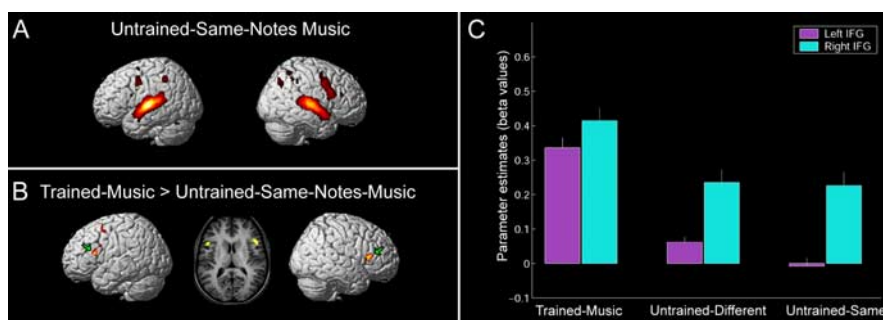 A
Untrained-Same-Notes Music
B
Trained-Music > Untrained-Same-Notes-Music
C
Left IFG
Right IFG
Parameter estimates (beta values)
0.6
0.5
0.4
0.3
0.2
0.1
0
-0.1
Trained-Music
Untrained-Different
Untrained-Same